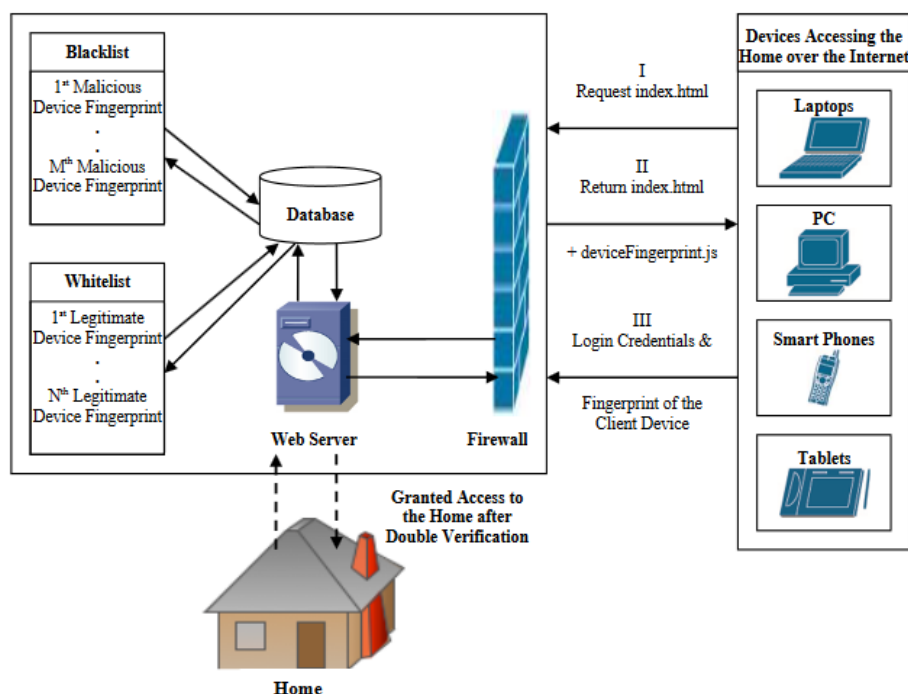 Blacklist
1st Malicious
Device Fingerprint
.
.
Mth Malicious
Device Fingerprint
Whitelist
1st Legitimate
Device Fingerprint
.
.
Nth Legitimate
Device Fingerprint
Database
Web Server
Firewall
I
Request index.html
II
Return index.html
+ deviceFingerprint.js
III
Login Credentials &
Fingerprint of the
Client Device
Devices Accessing the
Home over the Internet
Laptops
PC
Smart Phones
Tablets
Granted Access to
the Home after
Double Verification
Home